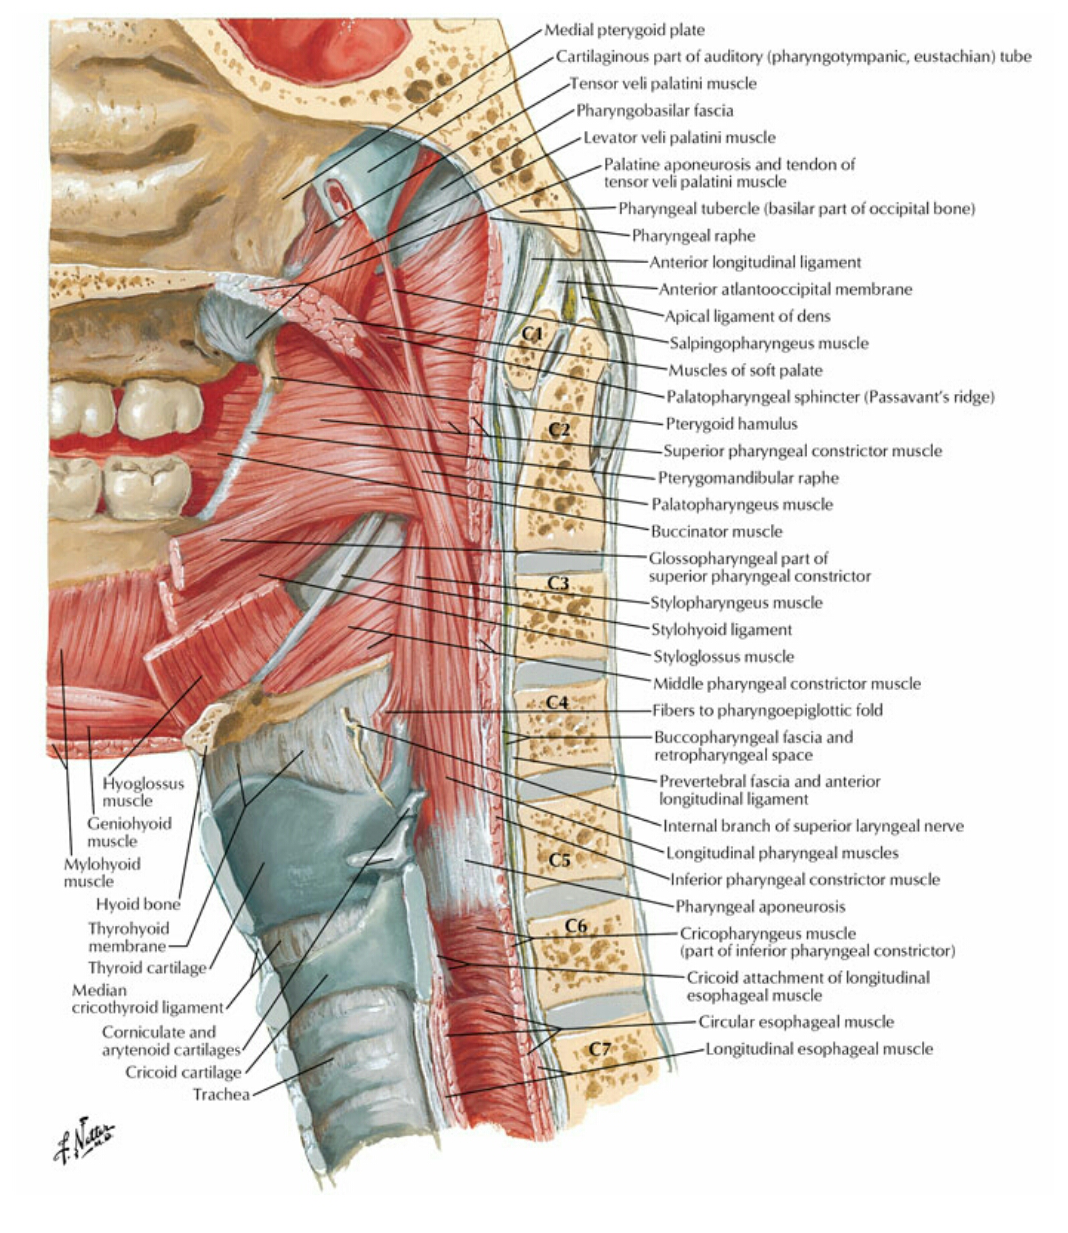 Medial pterygoid plate
Cartilaginous part of auditory (pharyngotympanic, eustachian) tube
Tensor veli palatini muscle
Pharyngobasilar fascia
Levator veli palatini muscle
Palatine aponeurosis and tendon of
tensor veli palatini muscle
Pharyngeal tubercle (basilar part of occipital bone)
Pharyngeal raphe
Anterior longitudinal ligament
Anterior atlantooccipital membrane
Apical ligament of dens
Salpingopharyngeus muscle
Muscles of soft palate
Palatopharyngeal sphincter (Passavant's ridge)
Pterygoid hamulus
Superior pharyngeal constrictor muscle
Pterygomandibular raphe
Palatopharyngeus muscle
Buccinator muscle
Glossopharyngeal part of
superior pharyngeal constrictor
Stylopharyngeus muscle
Stylohyoid ligament
Styloglossus muscle
Middle pharyngeal constrictor muscle
Fibers to pharyngoepiglottic fold
Buccopharyngeal fascia and
retropharyngeal space
Prevertebral fascia and anterior
longitudinal ligament
Internal branch of superior laryngeal nerve
Longitudinal pharyngeal muscles
Inferior pharyngeal constrictor muscle
Pharyngeal aponeurosis
Cricopharyngeus muscle
(part of inferior pharyngeal constrictor)
Cricoid attachment of longitudinal
esophageal muscle
Circular esophageal muscle
Longitudinal esophageal muscle
C1
C2
C3
C4
C5
C6
C7
Hyoglossus
muscle
Geniohyoid
muscle
Mylohyoid
muscle
Hyoid bone
Thyrohyoid
membrane
Thyroid cartilage
Median
cricothyroid ligament
Corniculate and
arytenoid cartilages
Cricoid cartilage
Trachea
F. Netter
M.D.